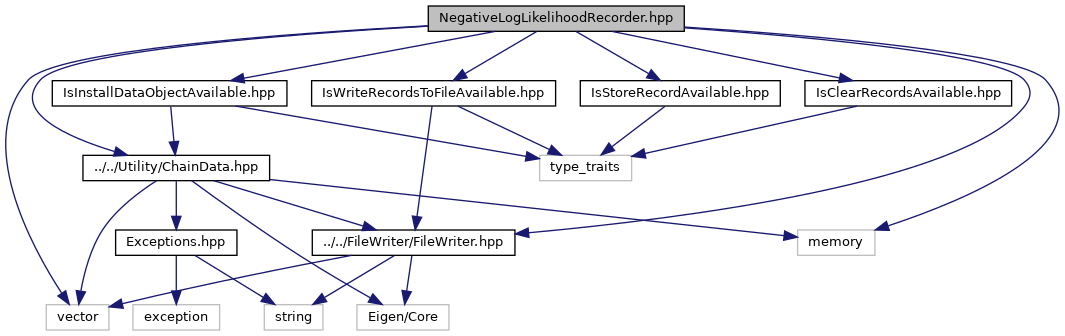 NegativeLogLikelihoodRecorder.hpp
IsInstallDataObjectAvailable.hpp
IsWriteRecordsToFileAvailable.hpp
IsStoreRecordAvailable.hpp
IsClearRecordsAvailable.hpp
../../Utility/ChainData.hpp
type_traits
Exceptions.hpp
../../FileWriter/FileWriter.hpp
memory
vector
exception
string
Eigen/Core